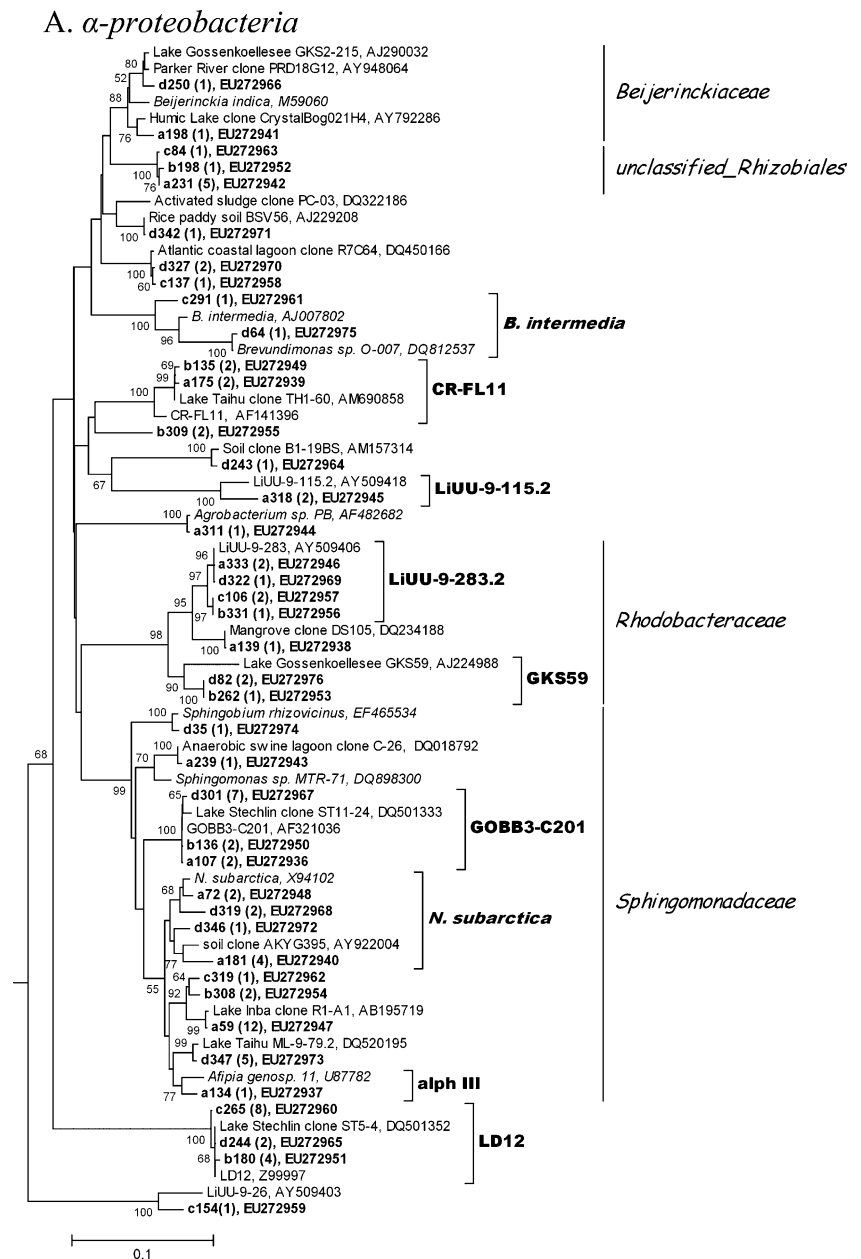 A. α-proteobacteria
Lake Gossenkoellesee GKS2-215, AJ290032
80
Parker River clone PRD18G12, AY948064
52
d250 (1), EU272966
Beijerinckiaceae
88
Beijerinckia indica, M59060
Humic Lake clone CrystalBog021H4, AY792286
76
a198 (1), EU272941
c84 (1), EU272963
b198 (1), EU272952
unclassified_Rhizobiales
100
a231 (5), EU272942
76
Activated sludge clone PC-03, DQ322186
Rice paddy soil BSV56, AJ229208
100
d342 (1), EU272971
Atlantic coastal lagoon clone R7C64, DQ450166
d327 (2), EU272970
100
c137 (1), EU272958
60
c291 (1), EU272961
B. intermedia, AJ007802
B. intermedia
100
d64 (1), EU272975
96
Brevundimonas sp. O-007, DQ812537
100
b135 (2), EU272949
69
a175 (2), EU272939
99
CR-FL11
100
Lake Taihu clone TH1-60, AM690858
CR-FL11, AF141396
b309 (2), EU272955
Soil clone B1-19BS, AM157314
100
d243 (1), EU272964
67
LiUU-9-115.2, AY509418
LiUU-9-115.2
a318 (2), EU272945
100
Agrobacterium sp. PB, AF482682
100
a311 (1), EU272944
LiUU-9-283, AY509406
96
a333 (2), EU272946
97
d322 (1), EU272969
LiUU-9-283.2
95
c106 (2), EU272957
97
b331 (1), EU272956
Rhodobacteraceae
98
Mangrove clone DS105, DQ234188
100
a139 (1), EU272938
Lake Gossenkoellesee GKS59, AJ224988
90
d82 (2), EU272976
GKS59
100
b262 (1), EU272953
100
Sphingobium rhizovicinus, EF465534
d35 (1), EU272974
100
Anaerobic swine lagoon clone C-26, DQ018792
70
a239 (1), EU272943
68
99
Sphingomonas sp. MTR-71, DQ898300
65
d301 (7), EU272967
Lake Stechlin clone ST11-24, DQ501333
100
GOBB3-C201, AF321036
GOBB3-C201
b136 (2), EU272950
a107 (2), EU272936
N. subarctica, X94102
68
a72 (2), EU272948
d319 (2), EU272968
Sphingomonadaceae
N. subarctica
d346 (1), EU272972
soil clone AKYG395, AY922004
77
a181 (4), EU272940
64
c319 (1), EU272962
55
92
b308 (2), EU272954
Lake Inba clone R1-A1, AB195719
99
a59 (12), EU272947
99
Lake Taihu ML-9-79.2, DQ520195
d347 (5), EU272973
Afipia genosp. 11, U87782
alph III
77
a134 (1), EU272937
c265 (8), EU272960
Lake Stechlin clone ST5-4, DQ501352
100
d244 (2), EU272965
LD12
68
b180 (4), EU272951
LD12, Z99997
LiUU-9-26, AY509403
100
c154(1), EU272959
0.1